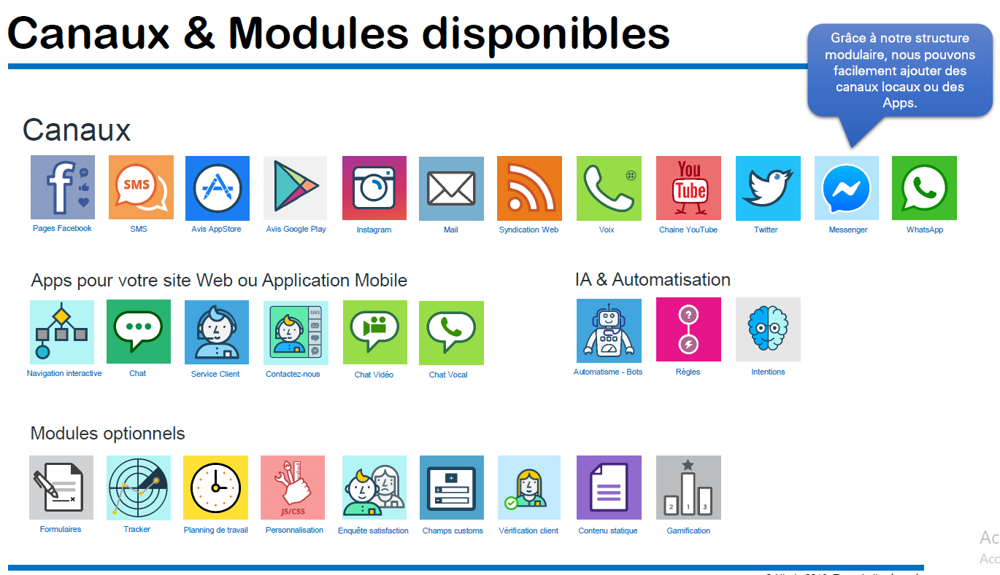 Canaux & Modules disponibles
Grâce à notre structure
modulaire, nous pouvons
facilement ajouter des
canaux locaux ou des
Apps.
Canaux
SMS
You
Tube
Pages Facebook
SMS
Avis AppStore
Avis Google Play
Instagram
Mail
Syndication Web
Voix
Chaine YouTube
Twitter
Messenger
WhatsApp
Apps pour votre site Web ou Application Mobile
SMS
Navigation interactive
Chat
Service Client
Contactez-nous
Chat Vidéo
Chat Vocal
IA & Automatisation
?
Automatisme - Bots
Règles
Intentions
Modules optionnels
JS/CSS
2 1 3
Formulaires
Tracker
Planning de travail
Personnalisation
Enquête satisfaction
Champs customs
Vérification client
Contenu statique
Gamification
Ac
Acc